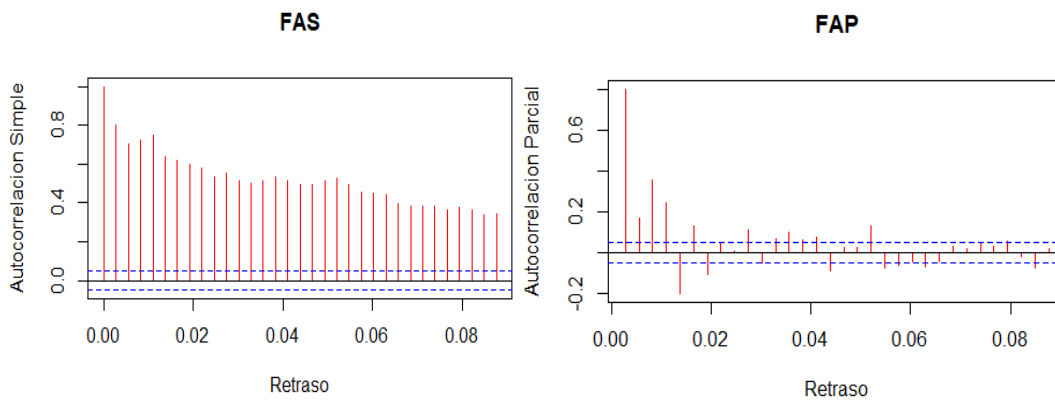 FAS
Autocorrelacion Simple
0.0 0.4 0.8
0.00 0.02 0.04 0.06 0.08
Retraso
FAP
Autocorrelacion Parcial
-0.2 0.2 0.6
0.00 0.02 0.04 0.06 0.08
Retraso